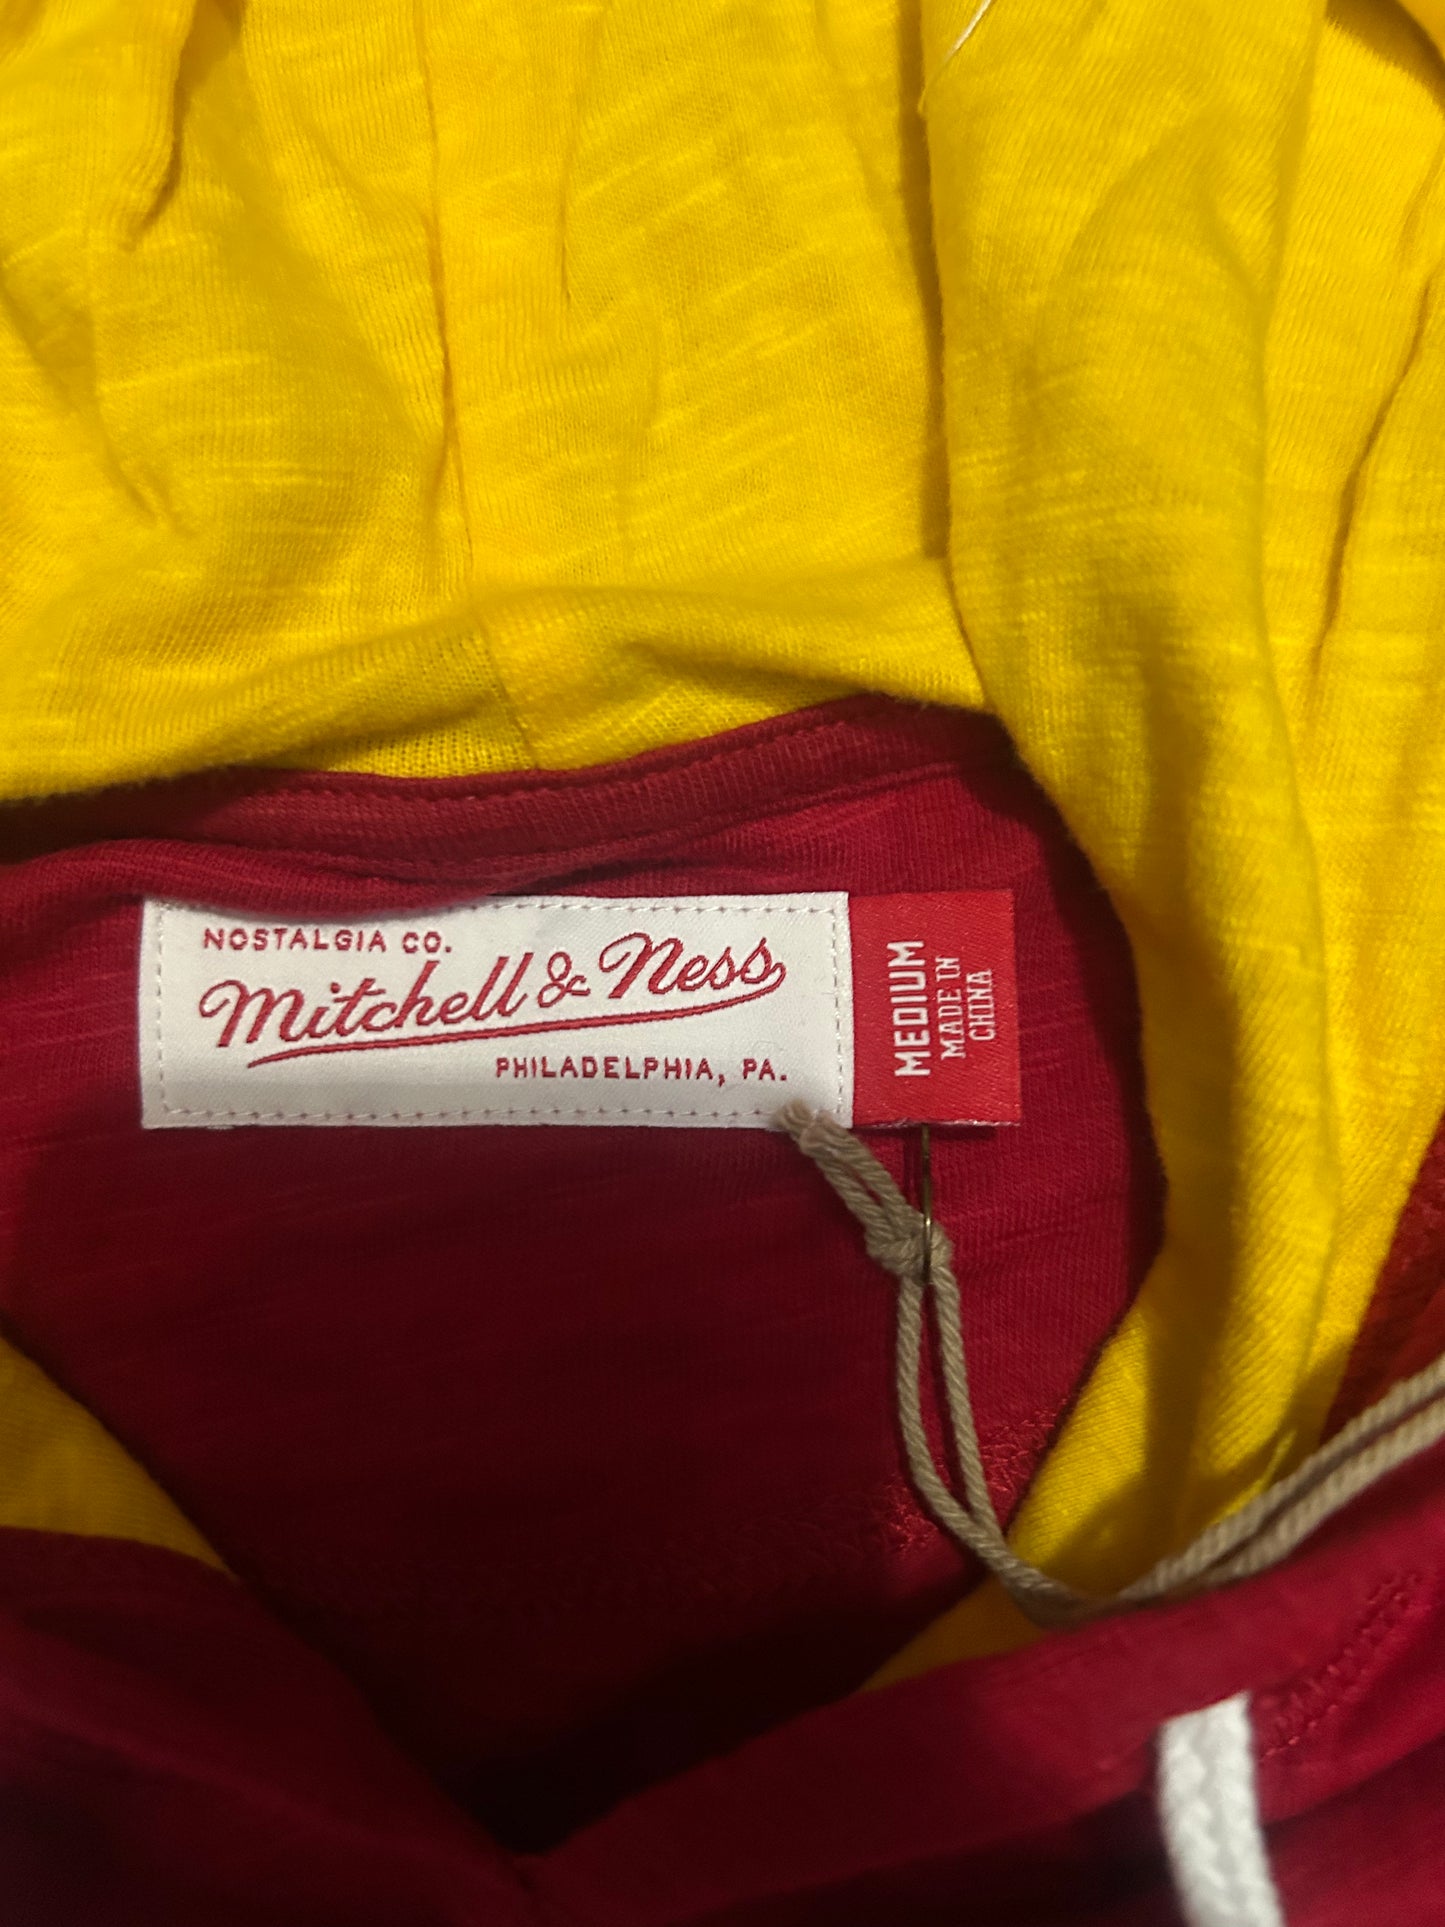 NOSTALGIA CO.
Mitchell & Ness
PHILADELPHIA, PA.
MEDIUM
MADE IN
CHINA